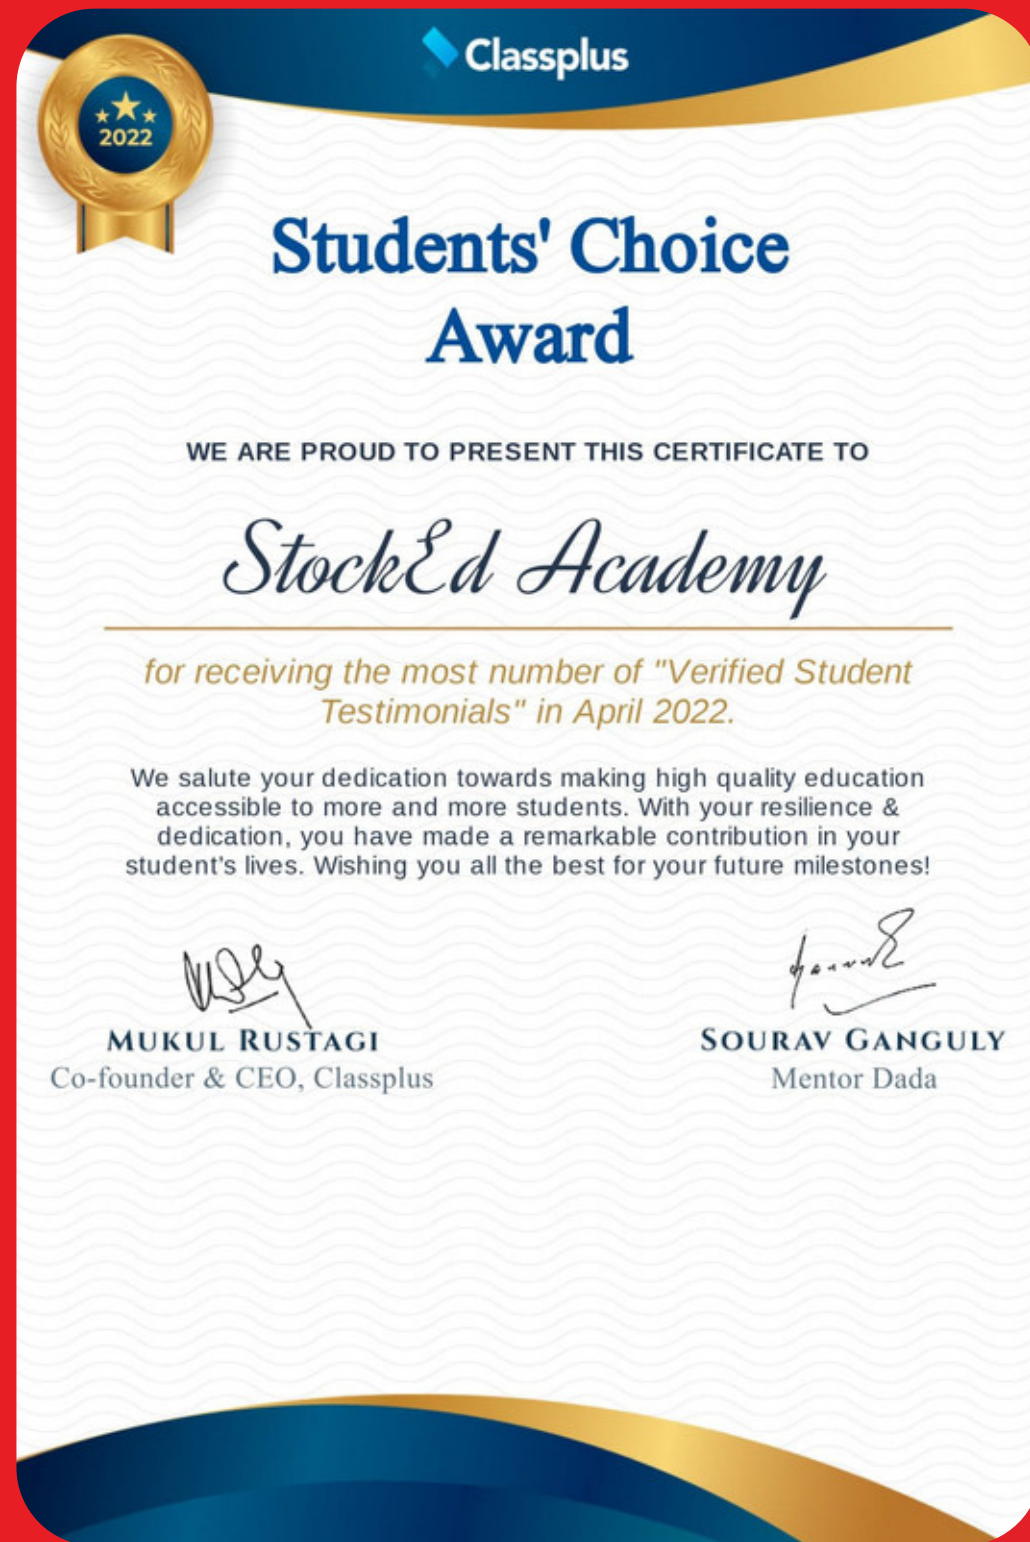 Classplus
2022
Students' Choice
Award
WE ARE PROUD TO PRESENT THIS CERTIFICATE TO
StockEd Academy
for receiving the most number of "Verified Student
Testimonials" in April 2022.
We salute your dedication towards making high quality education
accessible to more and more students. With your resilience &
dedication, you have made a remarkable contribution in your
student's lives. Wishing you all the best for your future milestones!
MUKUL RUSTAGI
Co-founder & CEO, Classplus
SOURAV GANGULY
Mentor Dada